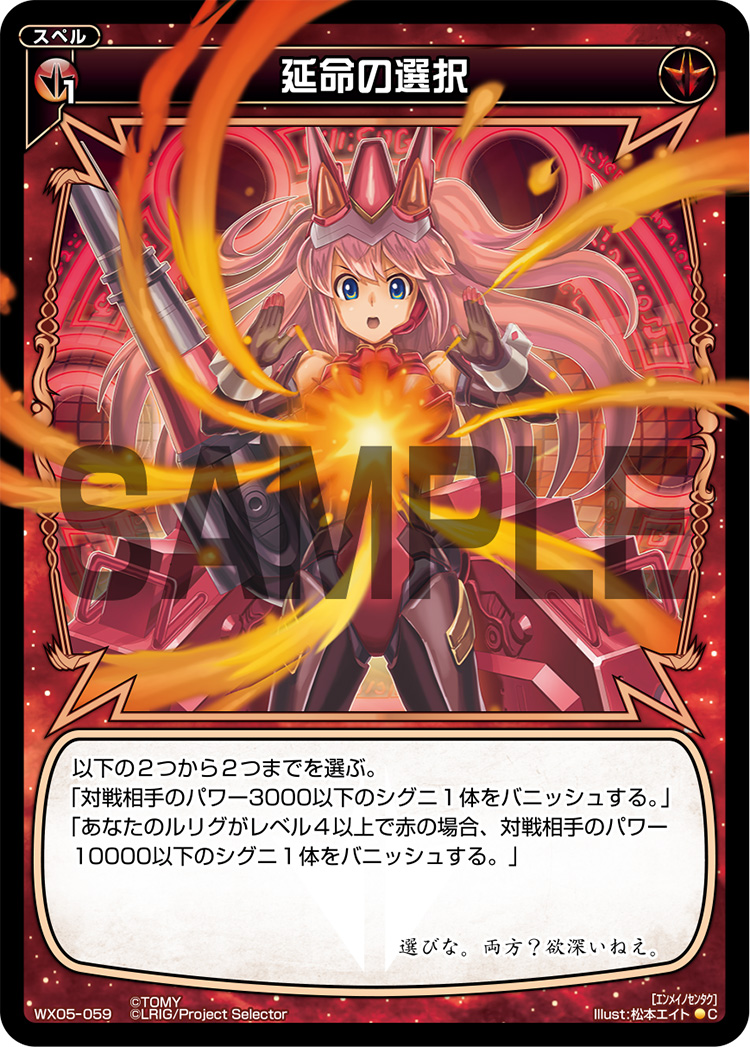 スペル
1
延命の選択
SAMPLE
以下の2つから2つまでを選ぶ。
「対戦相手のパワー3000以下のシグニ1体をバニッシュする。」
「あなたのルリグがレベル4以上で赤の場合、対戦相手のパワー
10000以下のシグニ1体をバニッシュする。」
選びな。両方?欲深いねえ。
©TOMY
[エンメイノセンタク]
WX05-059 ©LRIG/Project Selector
Illust:松本エイト C